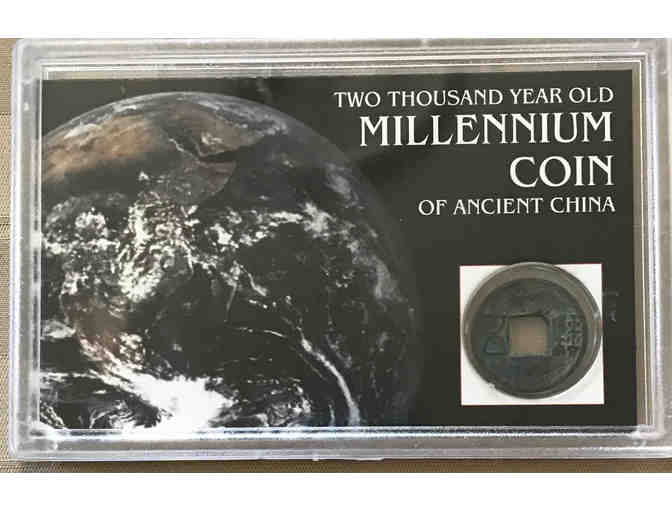 TWO THOUSAND YEAR OLD
MILLENNIUM
COIN
OF ANCIENT CHINA